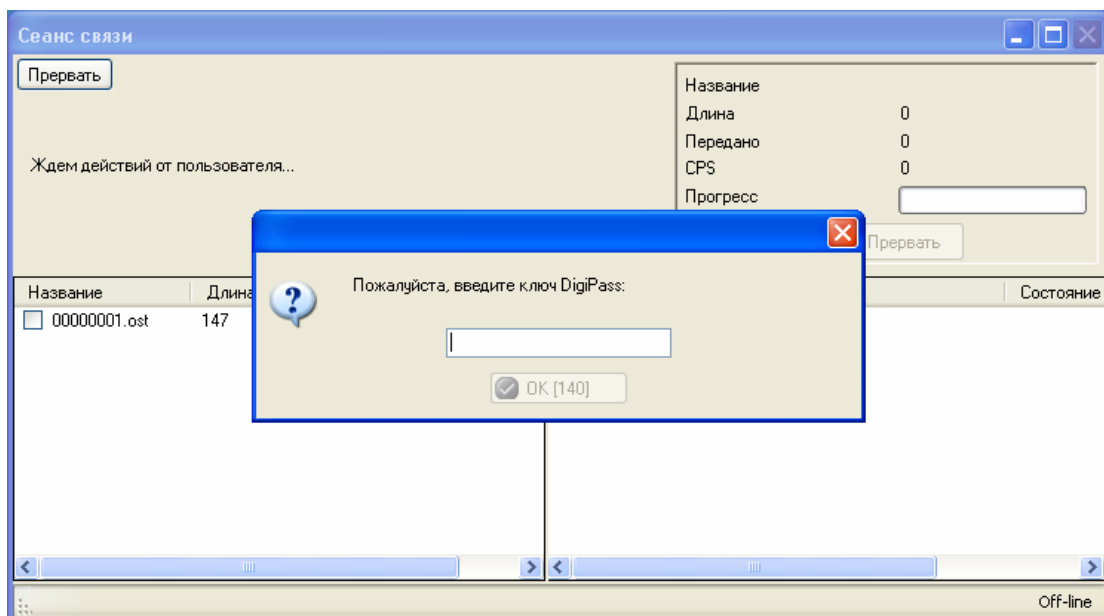 Сеанс связи
Прервать
Название
Длина 0
Передано 0
Ждем действий от пользователя...
CPS 0
Прогресс
Прервать
Пожалуйста, введите ключ DigiPass:
OK [140]
Название Длина Состояние
00000001.ost 147
Off-line